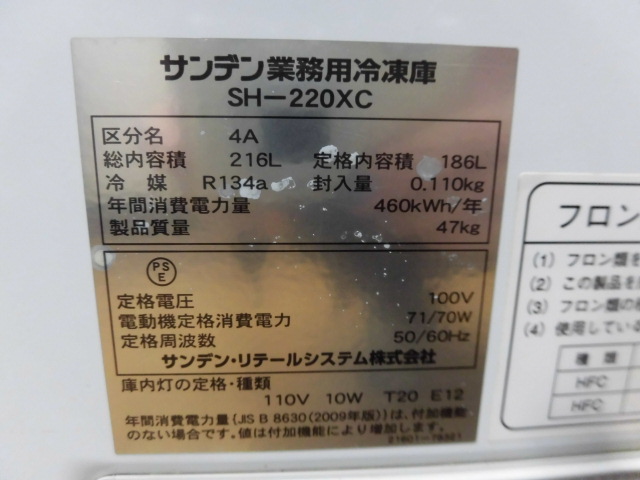 サンデン業務用冷凍庫
SH-220XC
区分名 4A
総内容積 216L 定格内容積 186L
冷媒 R134a 封入量 0.110kg
年間消費電力量 460kWh/年
製品質量 47kg
PSE
定格電圧 100V
電動機定格消費電力 71/70W
定格周波数 50/60Hz
サンデン・リテールシステム株式会社
庫内灯の定格・種類
110V 10W T20 E12
年間消費電力量{JIS B 8630(2009年版)}は、付加機能
のない場合です。値は付加機能により増加します。
フロン
(1) フロン類を
(2) この製品を
(3) フロン類の
(4) 使用している
種類
HFC
HFC